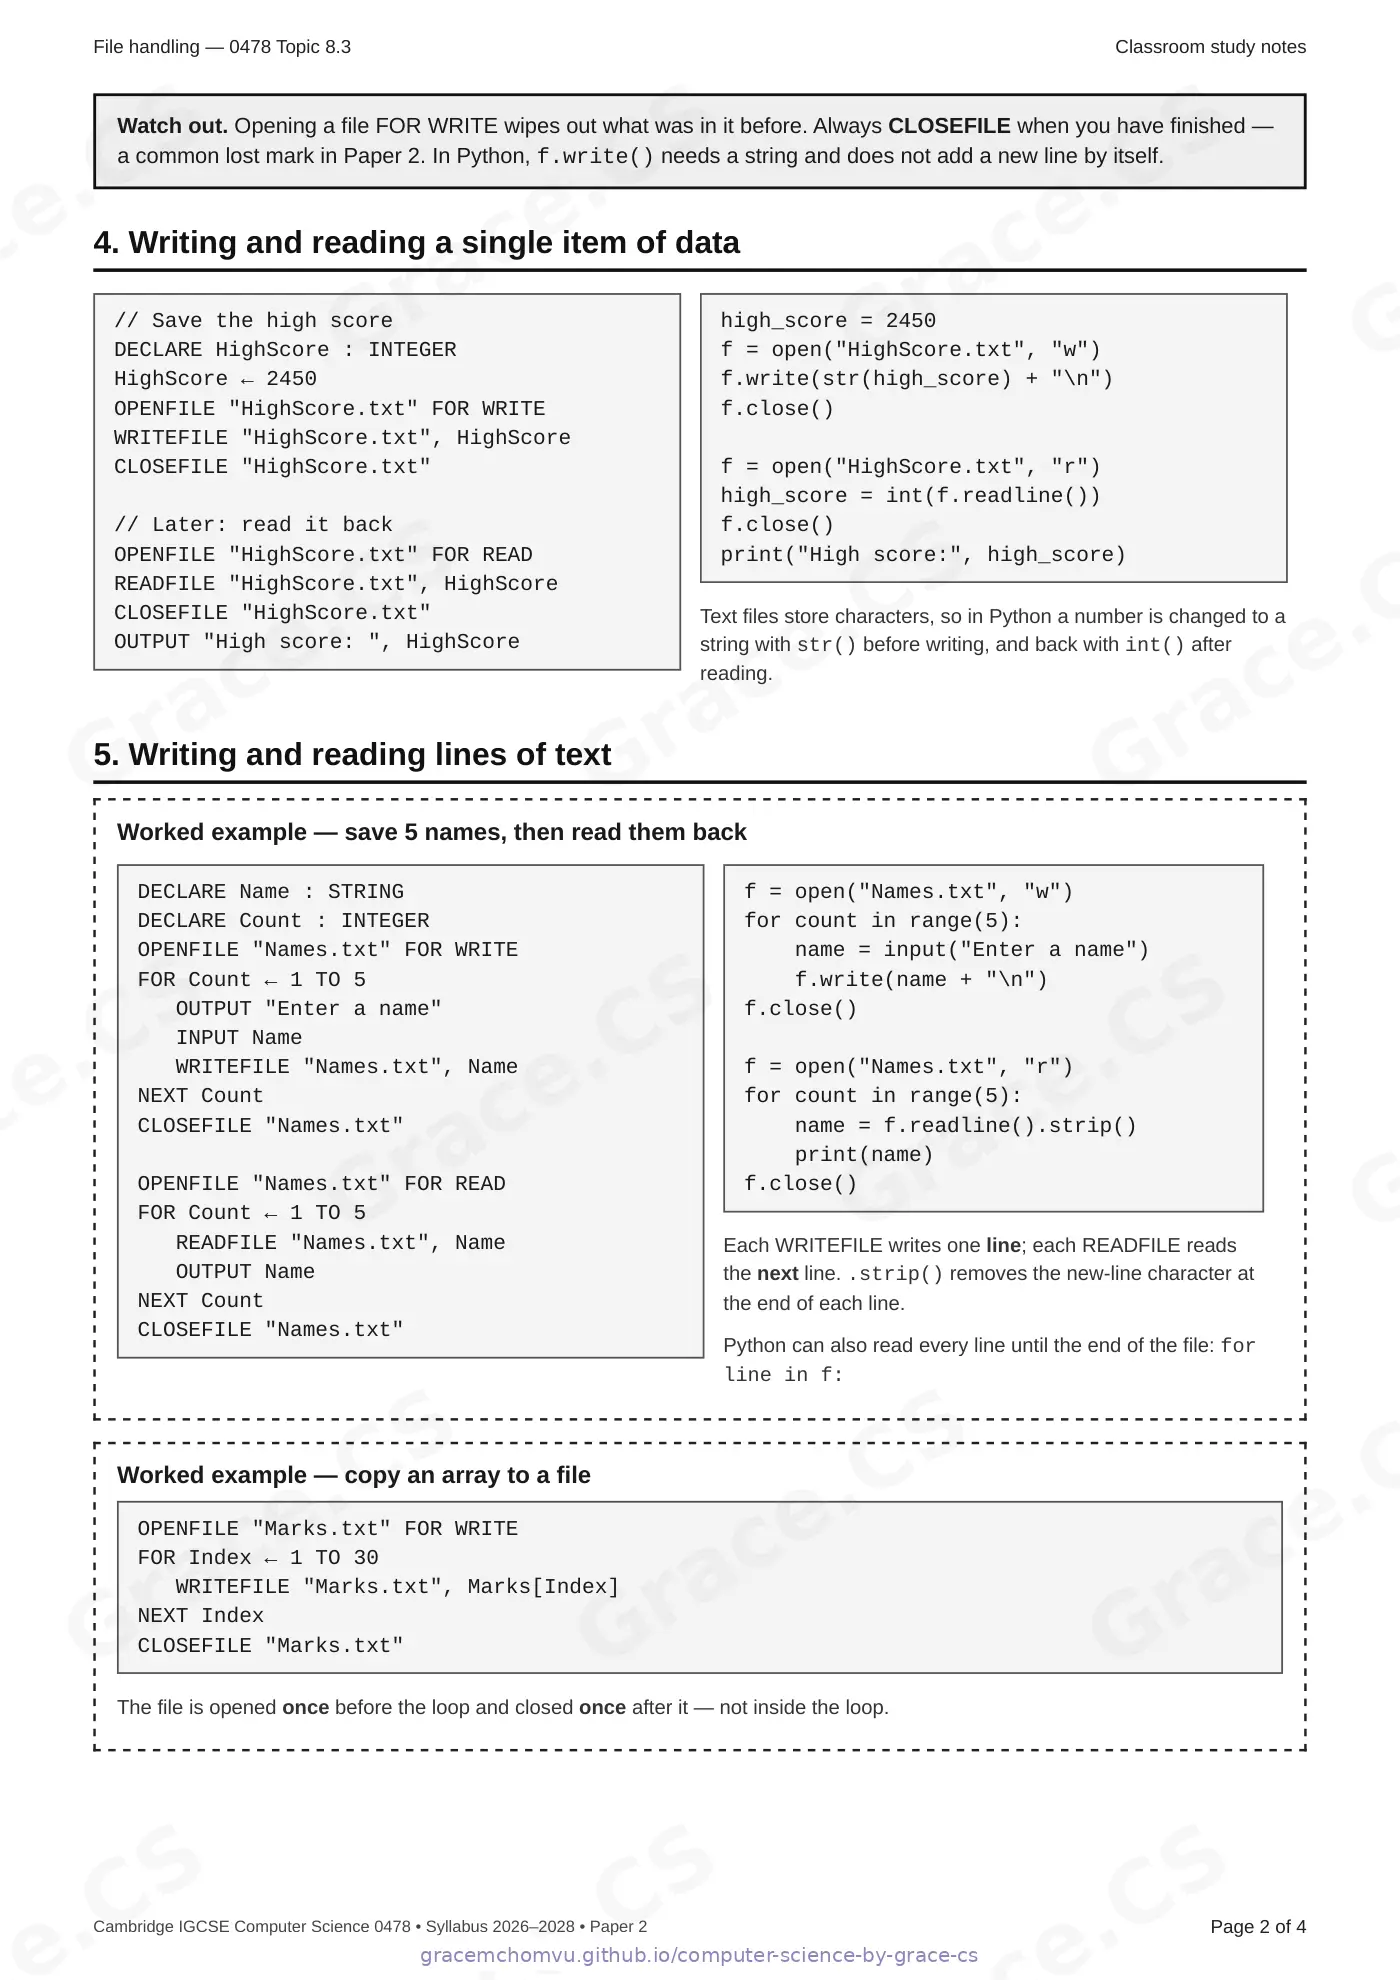 File handling — 0478 Topic 8.3
Classroom study notes
Watch out. Opening a file FOR WRITE wipes out what was in it before. Always CLOSEFILE when you have finished —
a common lost mark in Paper 2. In Python, f.write() needs a string and does not add a new line by itself.
4. Writing and reading a single item of data
// Save the high score
DECLARE HighScore : INTEGER
HighScore ← 2450
OPENFILE "HighScore.txt" FOR WRITE
WRITEFILE "HighScore.txt", HighScore
CLOSEFILE "HighScore.txt"

// Later: read it back
OPENFILE "HighScore.txt" FOR READ
READFILE "HighScore.txt", HighScore
CLOSEFILE "HighScore.txt"
OUTPUT "High score: ", HighScore
high_score = 2450
f = open("HighScore.txt", "w")
f.write(str(high_score) + "\n")
f.close()

f = open("HighScore.txt", "r")
high_score = int(f.readline())
f.close()
print("High score:", high_score)
Text files store characters, so in Python a number is changed to a
string with str() before writing, and back with int() after
reading.
5. Writing and reading lines of text
Worked example — save 5 names, then read them back
DECLARE Name : STRING
DECLARE Count : INTEGER
OPENFILE "Names.txt" FOR WRITE
FOR Count ← 1 TO 5
   OUTPUT "Enter a name"
   INPUT Name
   WRITEFILE "Names.txt", Name
NEXT Count
CLOSEFILE "Names.txt"

OPENFILE "Names.txt" FOR READ
FOR Count ← 1 TO 5
   READFILE "Names.txt", Name
   OUTPUT Name
NEXT Count
CLOSEFILE "Names.txt"
f = open("Names.txt", "w")
for count in range(5):
    name = input("Enter a name")
    f.write(name + "\n")
f.close()

f = open("Names.txt", "r")
for count in range(5):
    name = f.readline().strip()
    print(name)
f.close()
Each WRITEFILE writes one line; each READFILE reads
the next line. .strip() removes the new-line character at
the end of each line.
Python can also read every line until the end of the file: for
line in f:
Worked example — copy an array to a file
OPENFILE "Marks.txt" FOR WRITE
FOR Index ← 1 TO 30
   WRITEFILE "Marks.txt", Marks[Index]
NEXT Index
CLOSEFILE "Marks.txt"
The file is opened once before the loop and closed once after it — not inside the loop.
Cambridge IGCSE Computer Science 0478 • Syllabus 2026–2028 • Paper 2
Page 2 of 4
gracemchomvu.github.io/computer-science-by-grace-cs
Grace.CS